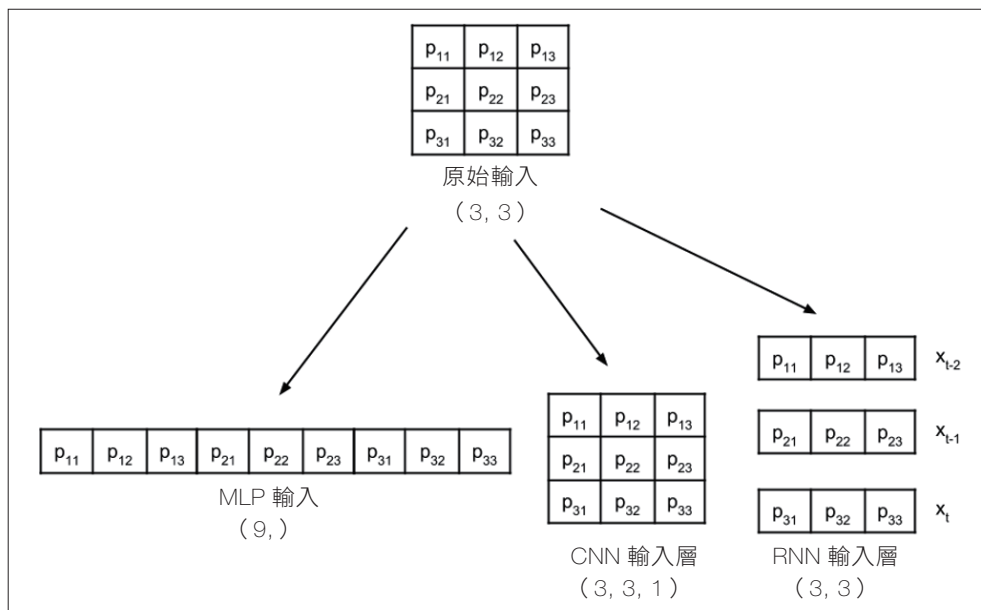 p11 p12 p13
p21 p22 p23
p31 p32 p33
原始輸入
（3, 3）
p11 p12 p13 p21 p22 p23 p31 p32 p33
MLP 輸入
（9,）
p11 p12 p13
p21 p22 p23
p31 p32 p33
CNN 輸入層
（3, 3, 1）
p11 p12 p13 xt-2
p21 p22 p23 xt-1
p31 p32 p33 xt
RNN 輸入層
（3, 3）